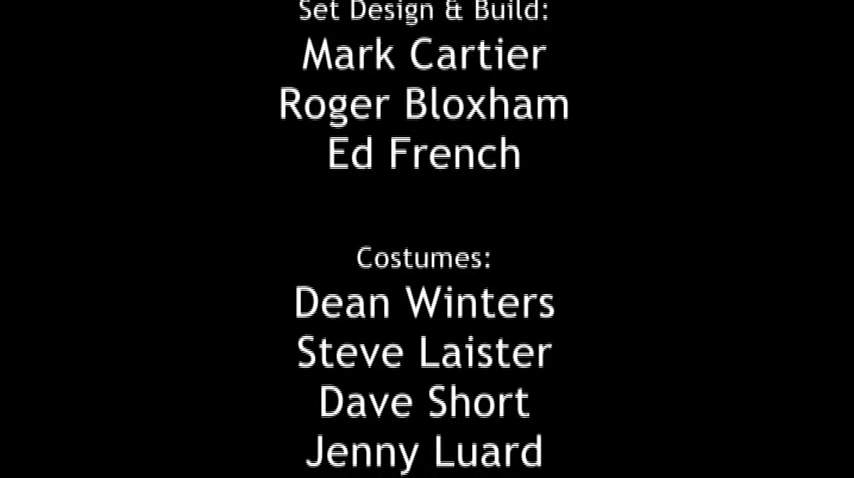 Set Design & Build:
Mark Cartier
Roger Bloxham
Ed French
Costumes:
Dean Winters
Steve Laister
Dave Short
Jenny Luard